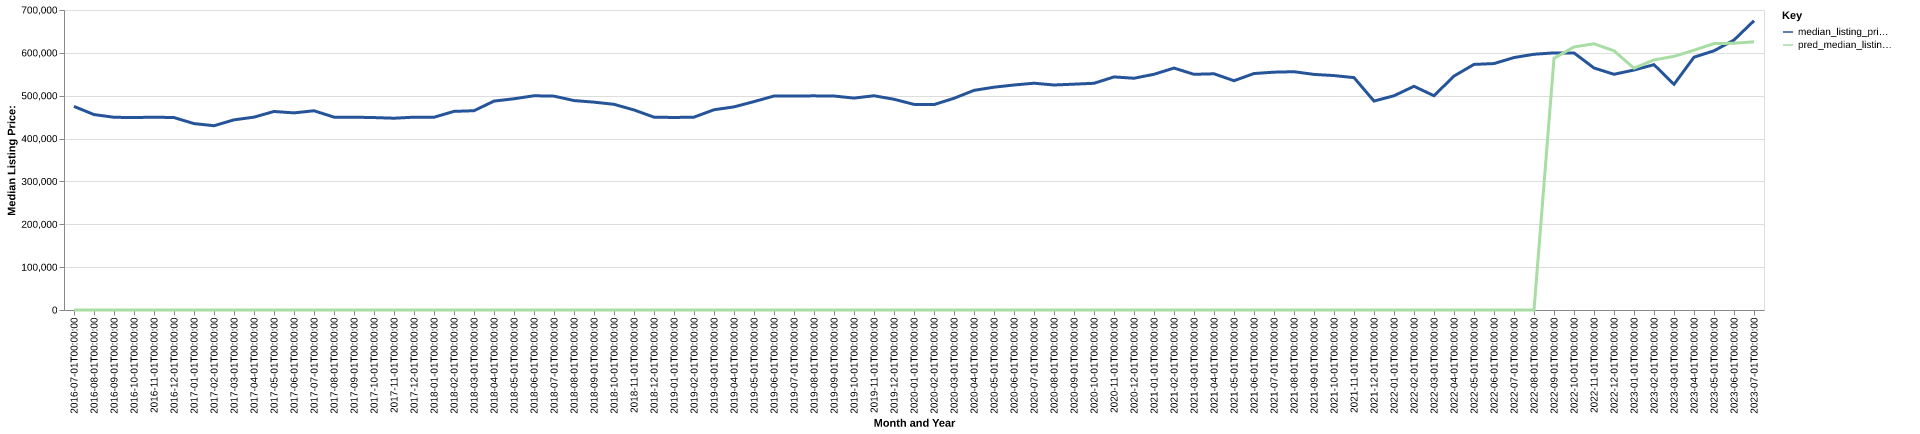 700,000
600,000
500,000
400,000
300,000
200,000
100,000
0
Median Listing Price:
2016-07-01T00:00:00
2016-08-01T00:00:00
2016-09-01T00:00:00
2016-10-01T00:00:00
2016-11-01T00:00:00
2016-12-01T00:00:00
2017-01-01T00:00:00
2017-02-01T00:00:00
2017-03-01T00:00:00
2017-04-01T00:00:00
2017-05-01T00:00:00
2017-06-01T00:00:00
2017-07-01T00:00:00
2017-08-01T00:00:00
2017-09-01T00:00:00
2017-10-01T00:00:00
2017-11-01T00:00:00
2017-12-01T00:00:00
2018-01-01T00:00:00
2018-02-01T00:00:00
2018-03-01T00:00:00
2018-04-01T00:00:00
2018-05-01T00:00:00
2018-06-01T00:00:00
2018-07-01T00:00:00
2018-08-01T00:00:00
2018-09-01T00:00:00
2018-10-01T00:00:00
2018-11-01T00:00:00
2018-12-01T00:00:00
2019-01-01T00:00:00
2019-02-01T00:00:00
2019-03-01T00:00:00
2019-04-01T00:00:00
2019-05-01T00:00:00
2019-06-01T00:00:00
2019-07-01T00:00:00
2019-08-01T00:00:00
2019-09-01T00:00:00
2019-10-01T00:00:00
2019-11-01T00:00:00
2019-12-01T00:00:00
2020-01-01T00:00:00
2020-02-01T00:00:00
2020-03-01T00:00:00
2020-04-01T00:00:00
2020-05-01T00:00:00
2020-06-01T00:00:00
2020-07-01T00:00:00
2020-08-01T00:00:00
2020-09-01T00:00:00
2020-10-01T00:00:00
2020-11-01T00:00:00
2020-12-01T00:00:00
2021-01-01T00:00:00
2021-02-01T00:00:00
2021-03-01T00:00:00
2021-04-01T00:00:00
2021-05-01T00:00:00
2021-06-01T00:00:00
2021-07-01T00:00:00
2021-08-01T00:00:00
2021-09-01T00:00:00
2021-10-01T00:00:00
2021-11-01T00:00:00
2021-12-01T00:00:00
2022-01-01T00:00:00
2022-02-01T00:00:00
2022-03-01T00:00:00
2022-04-01T00:00:00
2022-05-01T00:00:00
2022-06-01T00:00:00
2022-07-01T00:00:00
2022-08-01T00:00:00
2022-09-01T00:00:00
2022-10-01T00:00:00
2022-11-01T00:00:00
2022-12-01T00:00:00
2023-01-01T00:00:00
2023-02-01T00:00:00
2023-03-01T00:00:00
2023-04-01T00:00:00
2023-05-01T00:00:00
2023-06-01T00:00:00
2023-07-01T00:00:00
Month and Year
Key
median_listing_pri…
pred_median_listin…